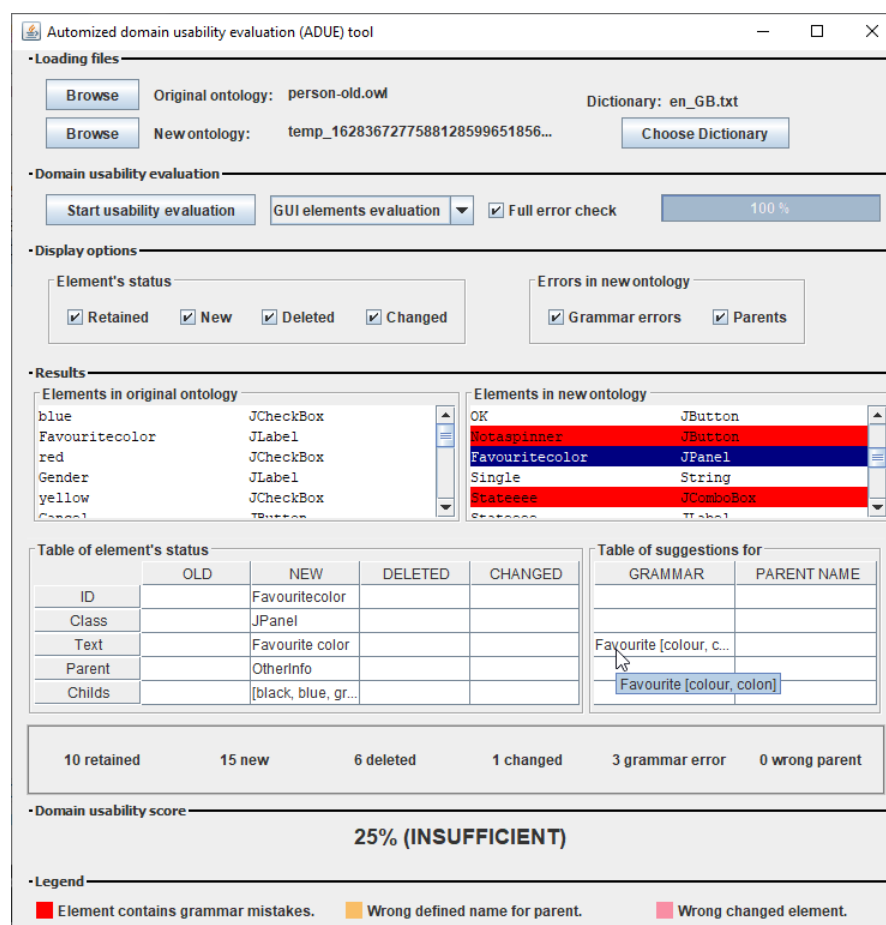 Automized domain usability evaluation (ADUE) tool
Loading files
Browse Original ontology: person-old.owl
Dictionary: en_GB.txt
Browse New ontology: temp_1628367277588128599651856... Choose Dictionary
Domain usability evaluation
Start usability evaluation GUI elements evaluation Full error check 100 %
Display options
Element's status Errors in new ontology
Retained New Deleted Changed Grammar errors Parents
Results
Elements in original ontology Elements in new ontology
blue JCheckBox OK JButton
Favouritecolor JLabel Notaspinner JButton
red JCheckBox Favouritecolor JPanel
Gender JLabel Single String
yellow JCheckBox Stateeee JComboBox
Cancel JButton Stateeee JLabel
Table of element's status Table of suggestions for
OLD NEW DELETED CHANGED GRAMMAR PARENT NAME
ID Favouritecolor
Class JPanel
Text Favourite color Favourite [colour, c...
Parent OtherInfo
Childs [black, blue, gr... Favourite [colour, colon]
10 retained 15 new 6 deleted 1 changed 3 grammar error 0 wrong parent
Domain usability score
25% (INSUFFICIENT)
Legend
Element contains grammar mistakes. Wrong defined name for parent. Wrong changed element.